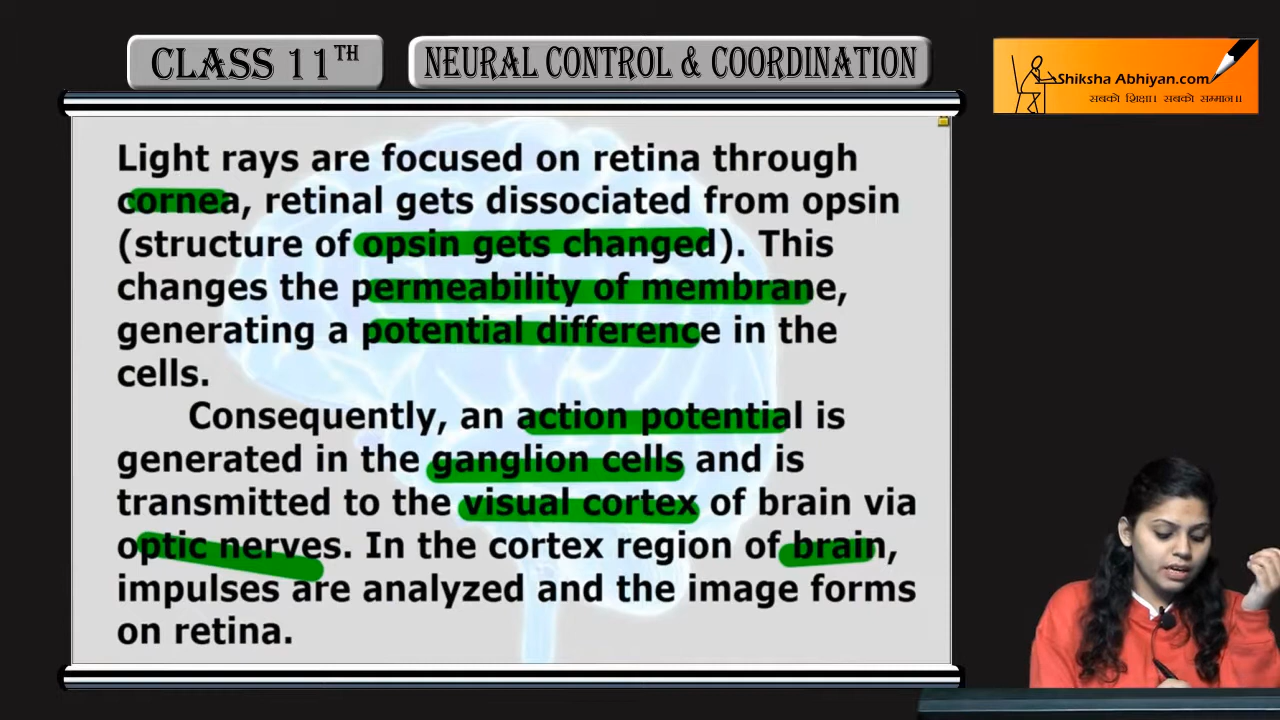 CLASS 11TH
NEURAL CONTROL & COORDINATION
Shiksha Abhiyan.com
सबको शिक्षा। सबको सम्मान।।
Light rays are focused on retina through
cornea, retinal gets dissociated from opsin
(structure of opsin gets changed). This
changes the permeability of membrane,
generating a potential difference in the
cells.
Consequently, an action potential is
generated in the ganglion cells and is
transmitted to the visual cortex of brain via
optic nerves. In the cortex region of brain,
impulses are analyzed and the image forms
on retina.